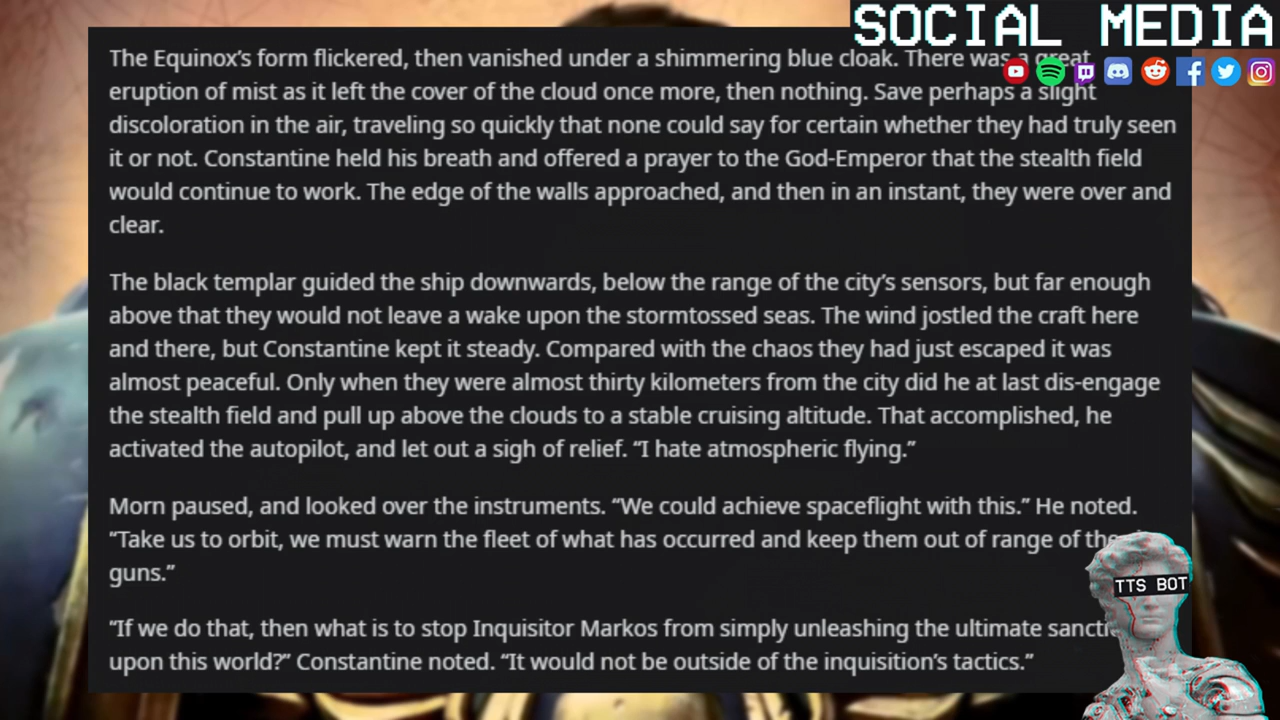 SOCIAL MEDIA
The Equinox’s form flickered, then vanished under a shimmering blue cloak. There was a great
eruption of mist as it left the cover of the cloud once more, then nothing. Save perhaps a slight
discoloration in the air, traveling so quickly that none could say for certain whether they had truly seen
it or not. Constantine held his breath and offered a prayer to the God-Emperor that the stealth field
would continue to work. The edge of the walls approached, and then in an instant, they were over and
clear.
The black templar guided the ship downwards, below the range of the city’s sensors, but far enough
above that they would not leave a wake upon the stormtossed seas. The wind jostled the craft here
and there, but Constantine kept it steady. Compared with the chaos they had just escaped it was
almost peaceful. Only when they were almost thirty kilometers from the city did he at last dis-engage
the stealth field and pull up above the clouds to a stable cruising altitude. That accomplished, he
activated the autopilot, and let out a sigh of relief. “I hate atmospheric flying.”
Morn paused, and looked over the instruments. “We could achieve spaceflight with this.” He noted.
“Take us to orbit, we must warn the fleet of what has occurred and keep them out of range of the
guns.”
“If we do that, then what is to stop Inquisitor Markos from simply unleashing the ultimate
upon this world?” Constantine noted. “It would not be outside of the inquisition’s tactics.”
TTS BOT